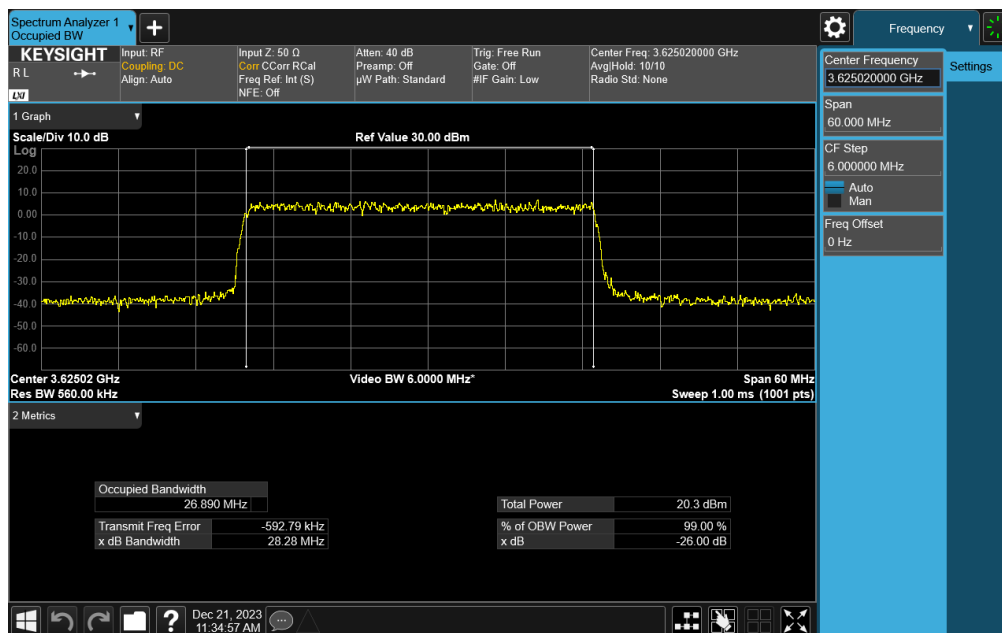 Spectrum Analyzer 1
Occupied BW
+
Frequency
KEYSIGHT
R L
LXI
Input: RF
Coupling: DC
Align: Auto
Input Z: 50 Ω
Corr CCorr RCal
Freq Ref: Int (S)
NFE: Off
Atten: 40 dB
Preamp: Off
µW Path: Standard
Trig: Free Run
Gate: Off
#IF Gain: Low
Center Freq: 3.625020000 GHz
Avg|Hold: 10/10
Radio Std: None
Center Frequency
3.625020000 GHz
Settings
Span
60.000 MHz
CF Step
6.000000 MHz
Auto
Man
Freq Offset
0 Hz
1 Graph
Scale/Div 10.0 dB
Ref Value 30.00 dBm
Log
20.0
10.0
0.00
-10.0
-20.0
-30.0
-40.0
-50.0
-60.0
Center 3.62502 GHz
Video BW 6.0000 MHz*
Span 60 MHz
Res BW 560.00 kHz
Sweep 1.00 ms (1001 pts)
2 Metrics
Occupied Bandwidth
26.890 MHz
Total Power 20.3 dBm
Transmit Freq Error -592.79 kHz
% of OBW Power 99.00 %
x dB Bandwidth 28.28 MHz
x dB -26.00 dB
?
Dec 21, 2023
11:34:57 AM